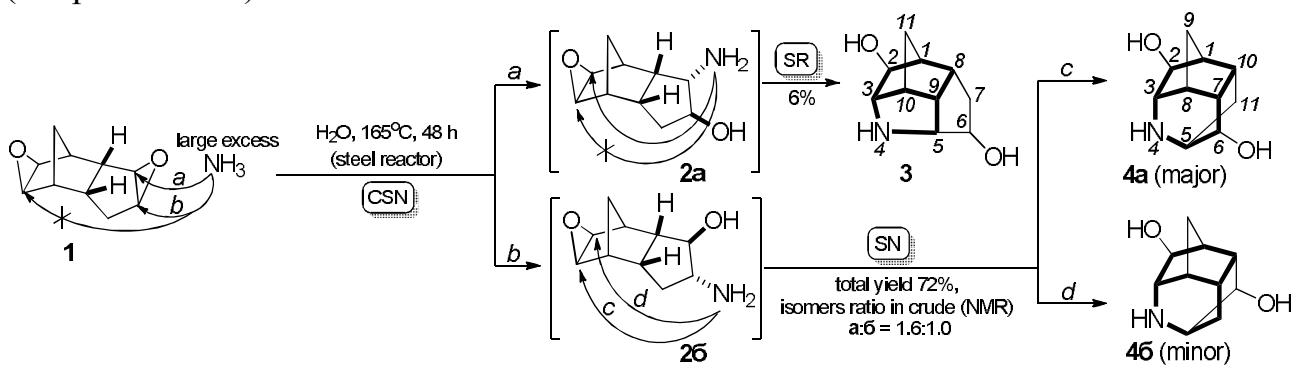 O
H
H
O
large excess
NH3
a
b
1
H2O, 165°C, 48 h
(steel reactor)
CSN
a
b
O
H
NH2
H
OH
2a
O
H
OH
H
NH2
d
c
2б
SR
6%
HO
11
2
1
8
3
9
10
7
6
HN
4
5
OH
3
SN
total yield 72%,
isomers ratio in crude (NMR)
a:б = 1.6:1.0
c
d
9
HO
2
1
10
3
7
8
11
HN
4
5
6
OH
4a (major)
HO
OH
HN
4б (minor)